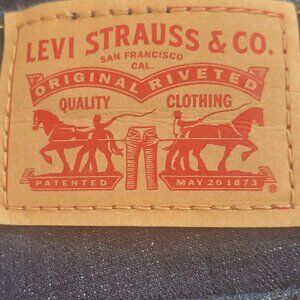 LEVI STRAUSS & CO.
SAN FRANCISCO
CAL.
ORIGINAL RIVETED
QUALITY CLOTHING
PATENTED MAY 20 1873 ®